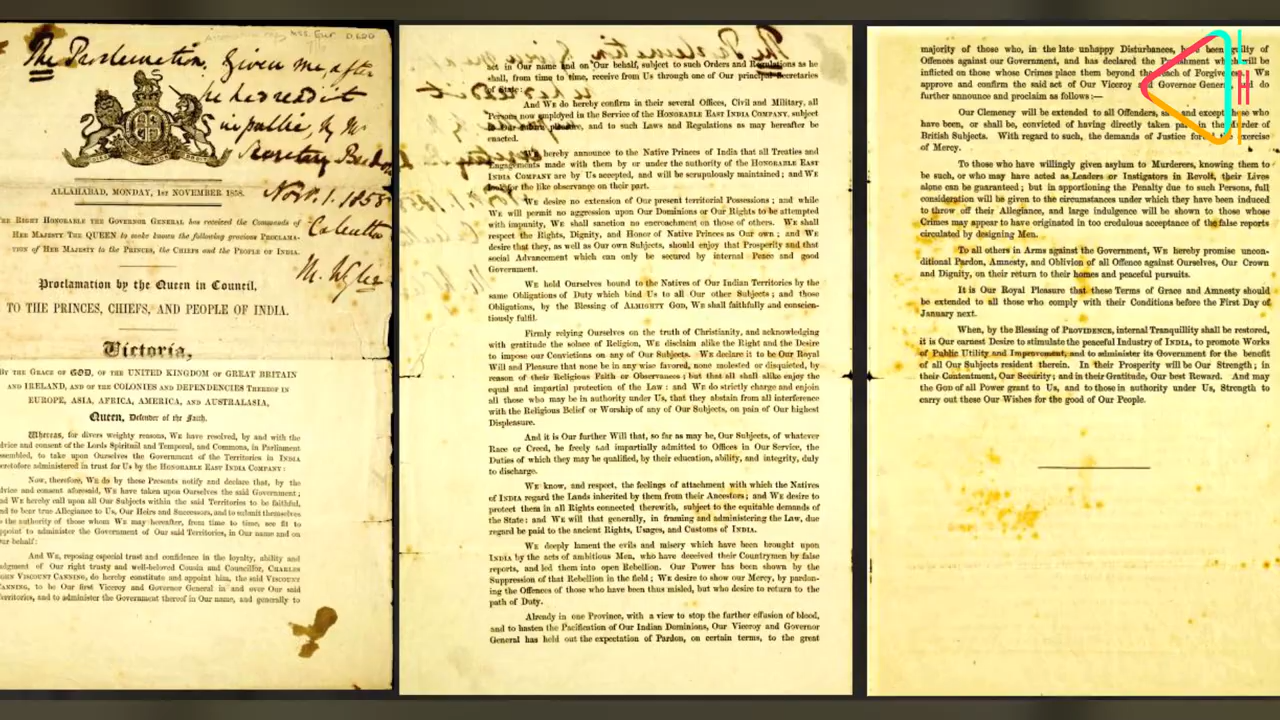 The Proclamation, Given me after
he had read it
in public, by Mr
Secretary
Novr. 1. 1858
Calcutta
ALLAHABAD, MONDAY, 1ST NOVEMBER 1858.
THE RIGHT HONORABLE THE GOVERNOR GENERAL has received the Commands of
HER MAJESTY THE QUEEN to make known the following gracious PROCLAMA-
TION of HER MAJESTY to the PRINCES, the CHIEFS and the PEOPLE OF INDIA.
Proclamation by the Queen in Council,
TO THE PRINCES, CHIEFS, AND PEOPLE OF INDIA.
Victoria,
BY THE GRACE OF GOD, OF THE UNITED KINGDOM OF GREAT BRITAIN
AND IRELAND, AND OF THE COLONIES AND DEPENDENCIES THEREOF IN
EUROPE, ASIA, AFRICA, AMERICA, AND AUSTRALASIA,
Queen, Defender of the Faith.
Whereas, for divers weighty reasons, WE have resolved, by and with the
dvice and consent of the Lords Spiritual and Temporal, and Commons, in Parliament
ssembled, to take upon Ourselves the Government of the Territories in INDIA
eretofore administered in trust for Us by the HONORABLE EAST INDIA COMPANY:
Now, therefore, WE do by these Presents notify and declare that, by the
dvice and consent aforesaid, WE have taken upon Ourselves the said Government;
nd WE hereby call upon all Our Subjects within the said Territories to be faithful,
nd to bear true Allegiance to Us, Our Heirs and Successors, and to submit themselves
o the authority of those whom WE may hereafter, from time to time, see fit to
ppoint to administer the Government of Our said Territories, in Our name and on
ur behalf:
And WE, reposing especial trust and confidence in the loyalty, ability and
udgment of Our right trusty and well-beloved Cousin and Councillor, CHARLES
OHN VISCOUNT CANNING, do hereby constitute and appoint him, the said VISCOUNT
CANNING, to be Our first Viceroy and Governor General in and over Our said
erritories, and to administer the Government thereof in Our name, and generally to
act in Our name and on Our behalf, subject to such Orders and Regulations as he
shall, from time to time, receive from Us through one of Our principal Secretaries
of State:
And WE do hereby confirm in their several Offices, Civil and Military, all
Persons now employed in the Service of the HONORABLE EAST INDIA COMPANY, subject
to Our future pleasure, and to such Laws and Regulations as may hereafter be
enacted.
hereby announce to the Native Princes of India that all Treaties and
Engagements made with them by or under the authority of the HONORABLE EAST
INDIA COMPANY are by Us accepted, and will be scrupulously maintained; and WE
look for the like observance on their part.
WE desire no extension of Our present territorial Possessions; and while
WE will permit no aggression upon Our Dominions or Our Rights to be attempted
with impunity, WE shall sanction no encroachment on those of others. WE shall
respect the Rights, Dignity, and Honor of Native Princes as Our own; and WE
desire that they, as well as Our own Subjects, should enjoy that Prosperity and that
social Advancement which can only be secured by internal Peace and good
Government.
WE hold Ourselves bound to the Natives of Our Indian Territories by the
same Obligations of Duty which bind Us to all Our other Subjects; and those
Obligations, by the Blessing of ALMIGHTY GOD, WE shall faithfully and conscien-
tiously fulfil.
Firmly relying Ourselves on the truth of Christianity, and acknowledging
with gratitude the solace of Religion, WE disclaim alike the Right and the Desire
to impose our Convictions on any of Our Subjects. WE declare it to be Our Royal
Will and Pleasure that none be in any wise favored, none molested or disquieted, by
reason of their Religious Faith or Observances; but that all shall alike enjoy the
equal and impartial protection of the Law: and WE do strictly charge and enjoin
all those who may be in authority under Us, that they abstain from all interference
with the Religious Belief or Worship of any of Our Subjects, on pain of Our highest
Displeasure.
And it is Our further Will that, so far as may be, Our Subjects, of whatever
Race or Creed, be freely and impartially admitted to Offices in Our Service, the
Duties of which they may be qualified, by their education, ability, and integrity, duly
to discharge.
WE know, and respect, the feelings of attachment with which the Natives
of INDIA regard the Lands inherited by them from their Ancestors; and WE desire to
protect them in all Rights connected therewith, subject to the equitable demands of
the State: and WE will that generally, in framing and administering the Law, due
regard be paid to the ancient Rights, Usages, and Customs of INDIA.
WE deeply lament the evils and misery which have been brought upon
INDIA by the acts of ambitious Men, who have deceived their Countrymen by false
reports, and led them into open Rebellion. Our Power has been shown by the
Suppression of that Rebellion in the field; WE desire to show our Mercy, by pardon-
ing the Offences of those who have been thus misled, but who desire to return to the
path of Duty.
Already in one Province, with a view to stop the further effusion of blood,
and to hasten the Pacification of Our Indian Dominions, Our Viceroy and Governor
General has held out the expectation of Pardon, on certain terms, to the great
majority of those who, in the late unhappy Disturbances, have been guilty of
Offences against our Government, and has declared the Punishment which will be
inflicted on those whose Crimes place them beyond the reach of Forgiveness. WE
approve and confirm the said act of Our Viceroy and Governor General, and do
further announce and proclaim as follows:—
Our Clemency will be extended to all Offenders, save and except those who
have been, or shall be, convicted of having directly taken part in the Murder of
British Subjects. With regard to such, the demands of Justice forbid the exercise
of Mercy.
To those who have willingly given asylum to Murderers, knowing them to
be such, or who may have acted as Leaders or Instigators in Revolt, their Lives
alone can be guaranteed; but in apportioning the Penalty due to such Persons, full
consideration will be given to the circumstances under which they have been induced
to throw off their Allegiance, and large indulgence will be shown to those whose
Crimes may appear to have originated in too credulous acceptance of the false reports
circulated by designing Men.
To all others in Arms against the Government, WE hereby promise uncon-
ditional Pardon, Amnesty, and Oblivion of all Offence against Ourselves, Our Crown
and Dignity, on their return to their homes and peaceful pursuits.
It is Our Royal Pleasure that these Terms of Grace and Amnesty should
be extended to all those who comply with their Conditions before the First Day of
January next.
When, by the Blessing of PROVIDENCE, internal Tranquillity shall be restored,
it is Our earnest Desire to stimulate the peaceful Industry of INDIA, to promote Works
of Public Utility and Improvement, and to administer its Government for the benefit
of all Our Subjects resident therein. In their Prosperity will be Our Strength; in
their Contentment, Our Security; and in their Gratitude, Our best Reward. And may
the God of all Power grant to Us, and to those in authority under Us, Strength to
carry out these Our Wishes for the good of Our People.